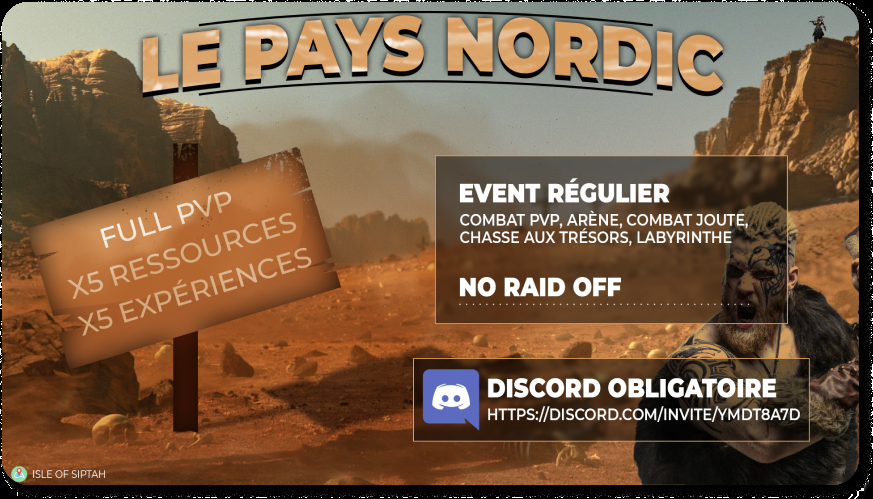 LE PAYS NORDIC
FULL PVP
X5 RESSOURCES
X5 EXPÉRIENCES
EVENT RÉGULIER
COMBAT PVP, ARÈNE, COMBAT JOUTE,
CHASSE AUX TRÉSORS, LABYRINTHE
NO RAID OFF
DISCORD OBLIGATOIRE
HTTPS://DISCORD.COM/INVITE/YMDT8A7D
ISLE OF SIPTAH